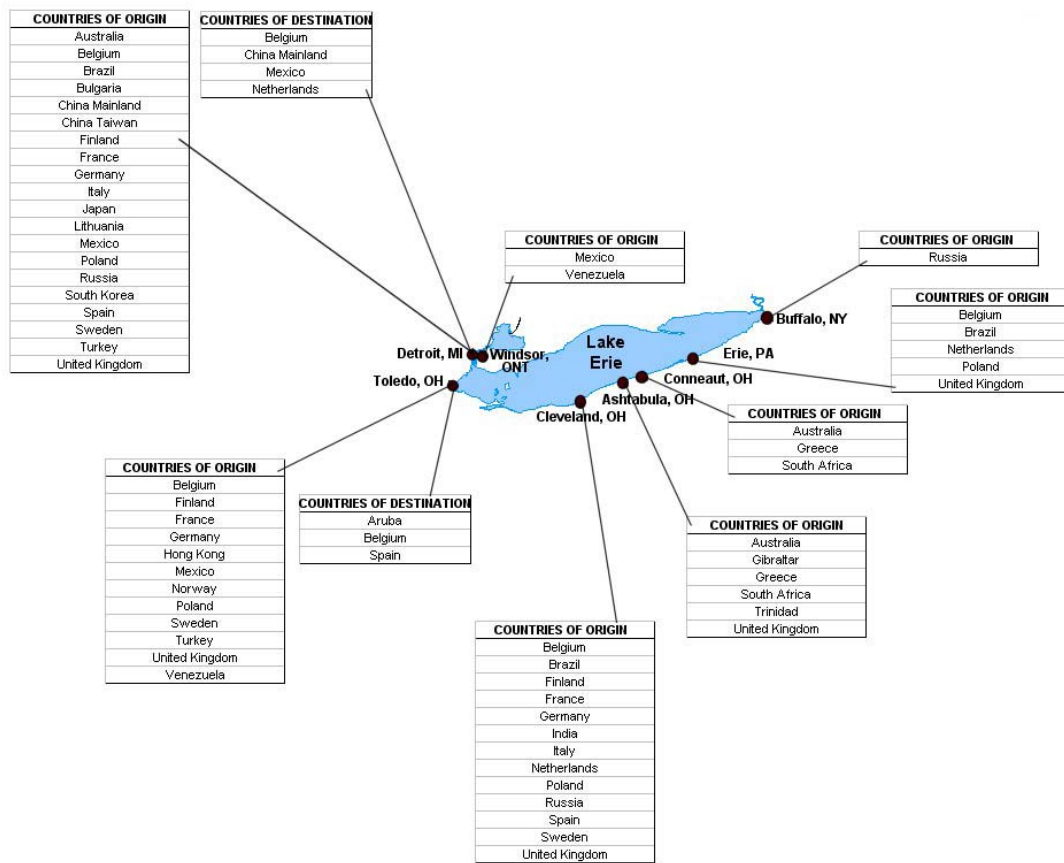 COUNTRIES OF ORIGIN
Australia
Belgium
Brazil
Bulgaria
China Mainland
China Taiwan
Finland
France
Germany
Italy
Japan
Lithuania
Mexico
Poland
Russia
South Korea
Spain
Sweden
Turkey
United Kingdom
COUNTRIES OF DESTINATION
Belgium
China Mainland
Mexico
Netherlands
COUNTRIES OF ORIGIN
Mexico
Venezuela
COUNTRIES OF ORIGIN
Russia
COUNTRIES OF ORIGIN
Belgium
Brazil
Netherlands
Poland
United Kingdom
Lake
Erie
Buffalo, NY
Detroit, MI
Windsor,
ONT
Erie, PA
Toledo, OH
Conneaut, OH
Ashtabula, OH
Cleveland, OH
COUNTRIES OF ORIGIN
Australia
Greece
South Africa
COUNTRIES OF ORIGIN
Belgium
Finland
France
Germany
Hong Kong
Mexico
Norway
Poland
Sweden
Turkey
United Kingdom
Venezuela
COUNTRIES OF DESTINATION
Aruba
Belgium
Spain
COUNTRIES OF ORIGIN
Australia
Gibraltar
Greece
South Africa
Trinidad
United Kingdom
COUNTRIES OF ORIGIN
Belgium
Brazil
Finland
France
Germany
India
Italy
Netherlands
Poland
Russia
Spain
Sweden
United Kingdom